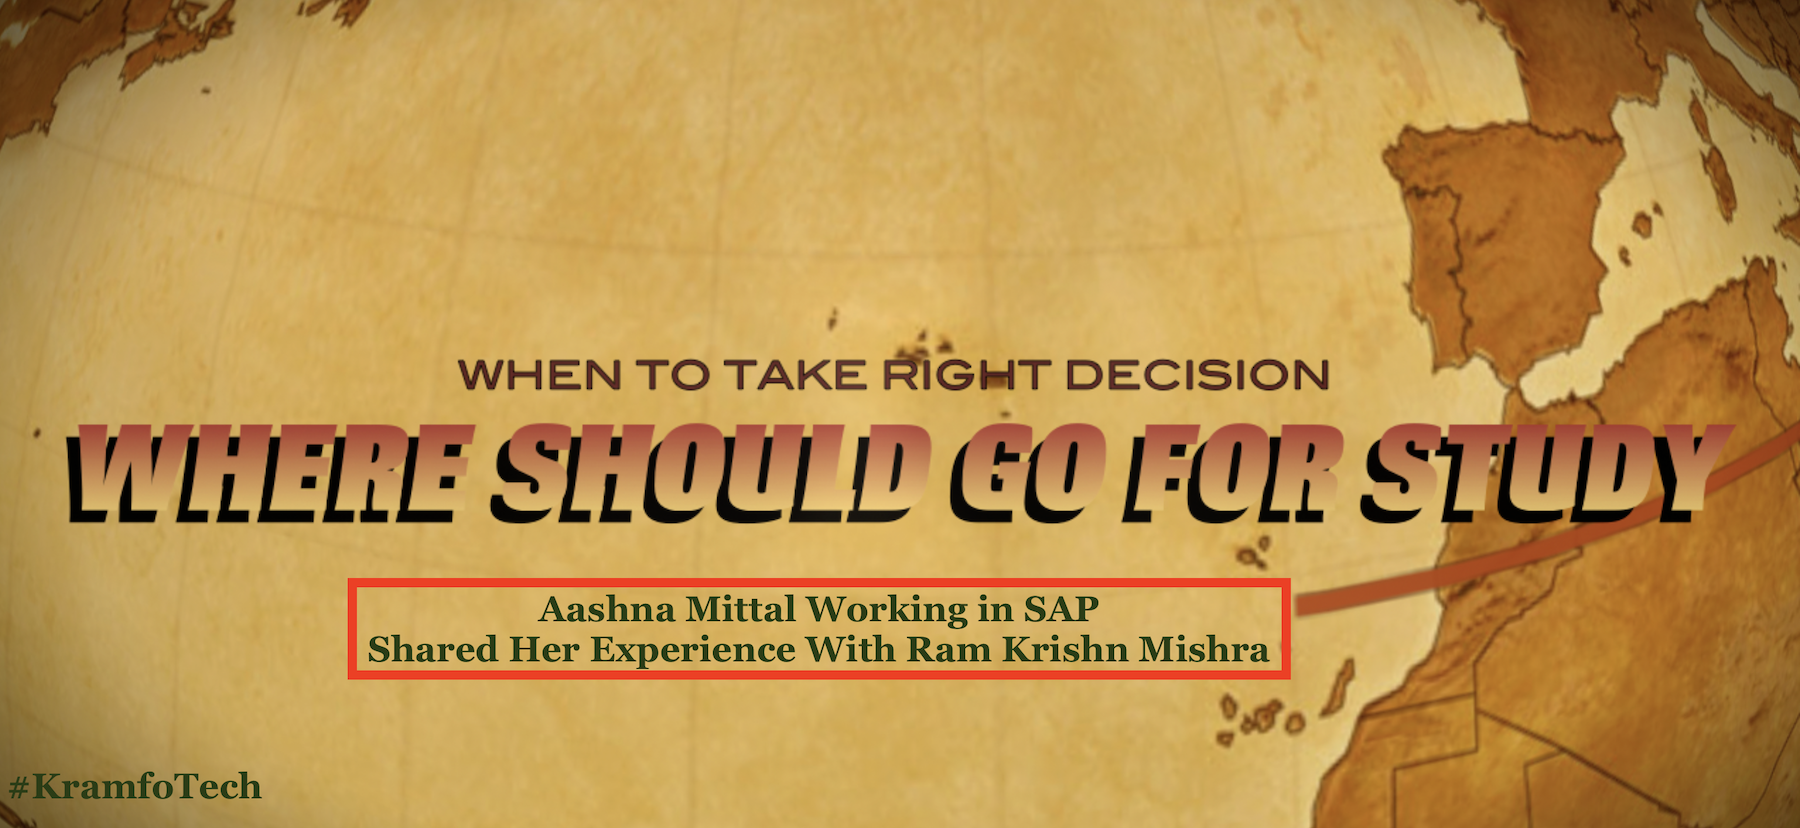 WHEN TO TAKE RIGHT DECISION
WHERE SHOULD GO FOR STUDY
Aashna Mittal Working in SAP
Shared Her Experience With Ram Krishn Mishra
#KramfoTech